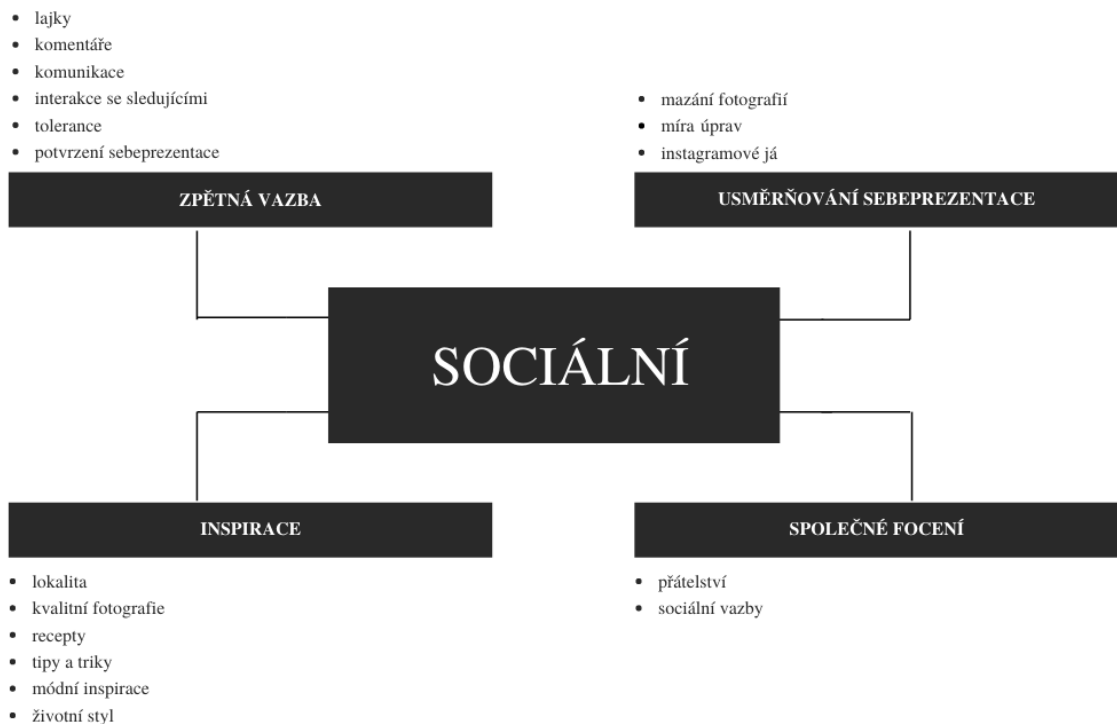 lajky
komentáře
komunikace
interakce se sledujícími
tolerance
potvrzení sebeprezentace
ZPĚTNÁ VAZBA
mazání fotografií
míra úprav
instagramové já
USMĚRŇOVÁNÍ SEBEPREZENTACE
SOCIÁLNÍ
INSPIRACE
lokalita
kvalitní fotografie
recepty
tipy a triky
módní inspirace
životní styl
SPOLEČNÉ FOCENÍ
přátelství
sociální vazby